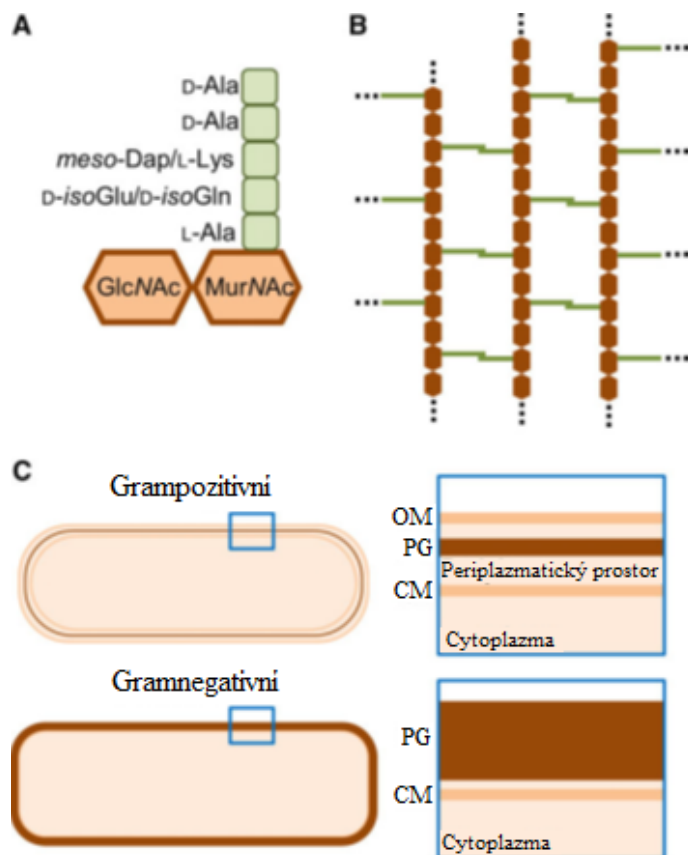 A
D-Ala
D-Ala
meso-Dap/L-Lys
D-isoGlu/D-isoGln
L-Ala
GlcNAc MurNAc
B
C
Grampozitivní
OM
PG
Periplazmatický prostor
CM
Cytoplazma
Gramnegativní
PG
CM
Cytoplazma